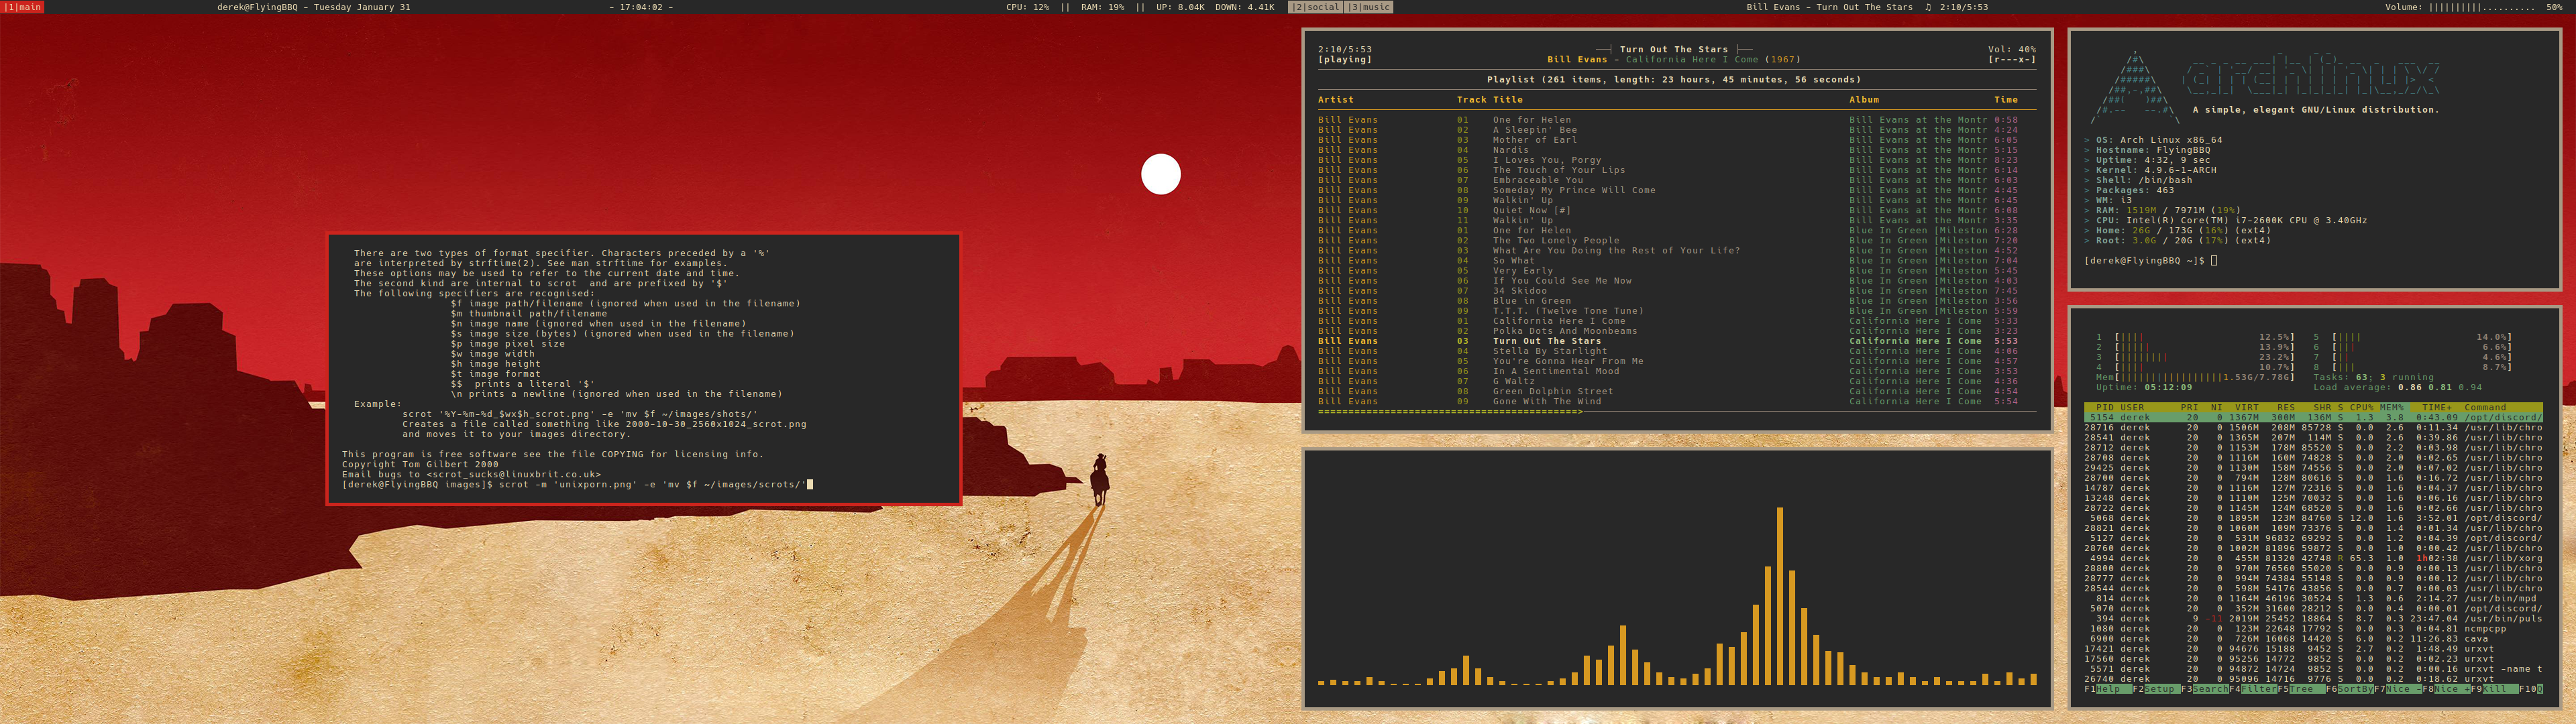 |1|main derek@FlyingBBQ - Tuesday January 31 - 17:04:02 - CPU: 12% || RAM: 19% || UP: 8.04K DOWN: 4.41K |2|social |3|music Bill Evans - Turn Out The Stars ♫ 2:10/5:53 Volume: ||||||||||.......... 50%
There are two types of format specifier. Characters preceded by a '%'
are interpreted by strftime(2). See man strftime for examples.
These options may be used to refer to the current date and time.
The second kind are internal to scrot  and are prefixed by '$'
The following specifiers are recognised:
$f image path/filename (ignored when used in the filename)
$m thumbnail path/filename
$n image name (ignored when used in the filename)
$s image size (bytes) (ignored when used in the filename)
$p image pixel size
$w image width
$h image height
$t image format
$$  prints a literal '$'
\n prints a newline (ignored when used in the filename)
Example:
scrot '%Y-%m-%d_$wx$h_scrot.png' -e 'mv $f ~/images/shots/'
Creates a file called something like 2000-10-30_2560x1024_scrot.png
and moves it to your images directory.
This program is free software see the file COPYING for licensing info.
Copyright Tom Gilbert 2000
Email bugs to <scrot_sucks@linuxbrit.co.uk>
[derek@FlyingBBQ images]$ scrot -m 'unixporn.png' -e 'mv $f ~/images/scrots/'
2:10/5:53 Turn Out The Stars Vol: 40%
[playing] Bill Evans - California Here I Come (1967) [r---x-]
Playlist (261 items, length: 23 hours, 45 minutes, 56 seconds)
Artist Track Title Album Time
Bill Evans 01 One for Helen Bill Evans at the Montr 0:58
Bill Evans 02 A Sleepin' Bee Bill Evans at the Montr 4:24
Bill Evans 03 Mother of Earl Bill Evans at the Montr 6:05
Bill Evans 04 Nardis Bill Evans at the Montr 5:15
Bill Evans 05 I Loves You, Porgy Bill Evans at the Montr 8:23
Bill Evans 06 The Touch of Your Lips Bill Evans at the Montr 6:14
Bill Evans 07 Embraceable You Bill Evans at the Montr 6:03
Bill Evans 08 Someday My Prince Will Come Bill Evans at the Montr 4:45
Bill Evans 09 Walkin' Up Bill Evans at the Montr 6:45
Bill Evans 10 Quiet Now [#] Bill Evans at the Montr 6:08
Bill Evans 11 Walkin' Up Bill Evans at the Montr 3:35
Bill Evans 01 One for Helen Blue In Green [Mileston 6:28
Bill Evans 02 The Two Lonely People Blue In Green [Mileston 7:20
Bill Evans 03 What Are You Doing the Rest of Your Life? Blue In Green [Mileston 4:52
Bill Evans 04 So What Blue In Green [Mileston 7:04
Bill Evans 05 Very Early Blue In Green [Mileston 5:45
Bill Evans 06 If You Could See Me Now Blue In Green [Mileston 4:03
Bill Evans 07 34 Skidoo Blue In Green [Mileston 7:45
Bill Evans 08 Blue in Green Blue In Green [Mileston 3:56
Bill Evans 09 T.T.T. (Twelve Tone Tune) Blue In Green [Mileston 5:59
Bill Evans 01 California Here I Come California Here I Come 5:33
Bill Evans 02 Polka Dots And Moonbeams California Here I Come 3:23
Bill Evans 03 Turn Out The Stars California Here I Come 5:53
Bill Evans 04 Stella By Starlight California Here I Come 4:06
Bill Evans 05 You're Gonna Hear From Me California Here I Come 4:57
Bill Evans 06 In A Sentimental Mood California Here I Come 3:53
Bill Evans 07 G Waltz California Here I Come 4:36
Bill Evans 08 Green Dolphin Street California Here I Come 4:54
Bill Evans 09 Gone With The Wind California Here I Come 5:54
A simple, elegant GNU/Linux distribution.
> OS: Arch Linux x86_64
> Hostname: FlyingBBQ
> Uptime: 4:32, 9 sec
> Kernel: 4.9.6-1-ARCH
> Shell: /bin/bash
> Packages: 463
> WM: i3
> RAM: 1519M / 7971M (19%)
> CPU: Intel(R) Core(TM) i7-2600K CPU @ 3.40GHz
> Home: 26G / 173G (16%) (ext4)
> Root: 3.0G / 20G (17%) (ext4)
[derek@FlyingBBQ ~]$
1 [|||| 12.5%] 5 [|||| 14.0%]
2 [||||| 13.9%] 6 [||| 6.6%]
3 [|||||||| 23.2%] 7 [|| 4.6%]
4 [|||| 10.7%] 8 [||| 8.7%]
Mem[|||||||||||||||||1.53G/7.78G] Tasks: 63; 3 running
Uptime: 05:12:09 Load average: 0.86 0.81 0.94
PID USER PRI NI VIRT RES SHR S CPU% MEM% TIME+ Command
5154 derek 20 0 1367M 300M 136M S 1.3 3.8 0:43.09 /opt/discord/
28716 derek 20 0 1506M 208M 85728 S 0.0 2.6 0:11.34 /usr/lib/chro
28541 derek 20 0 1365M 207M 114M S 0.0 2.6 0:39.86 /usr/lib/chro
28712 derek 20 0 1153M 178M 85520 S 0.0 2.2 0:03.98 /usr/lib/chro
28708 derek 20 0 1116M 160M 74828 S 0.0 2.0 0:02.65 /usr/lib/chro
29425 derek 20 0 1130M 158M 74556 S 0.0 2.0 0:07.02 /usr/lib/chro
28700 derek 20 0 794M 128M 80616 S 0.0 1.6 0:16.72 /usr/lib/chro
14787 derek 20 0 1116M 127M 72316 S 0.0 1.6 0:04.37 /usr/lib/chro
13248 derek 20 0 1110M 125M 70032 S 0.0 1.6 0:06.16 /usr/lib/chro
28722 derek 20 0 1145M 124M 68520 S 0.0 1.6 0:02.66 /usr/lib/chro
5068 derek 20 0 1895M 123M 84760 S 12.0 1.6 3:52.01 /opt/discord/
28821 derek 20 0 1060M 109M 73376 S 0.0 1.4 0:01.34 /usr/lib/chro
5127 derek 20 0 531M 96832 69292 S 0.0 1.2 0:04.39 /opt/discord/
28760 derek 20 0 1002M 81896 59872 S 0.0 1.0 0:00.42 /usr/lib/chro
4994 derek 20 0 455M 81320 42748 R 65.3 1.0 1h02:38 /usr/lib/xorg
28800 derek 20 0 970M 76560 55020 S 0.0 0.9 0:00.13 /usr/lib/chro
28777 derek 20 0 994M 74384 55148 S 0.0 0.9 0:00.12 /usr/lib/chro
28544 derek 20 0 598M 54176 43856 S 0.0 0.7 0:00.03 /usr/lib/chro
814 derek 20 0 1164M 46196 30524 S 1.3 0.6 2:14.27 /usr/bin/mpd
5070 derek 20 0 352M 31600 28212 S 0.0 0.4 0:00.01 /opt/discord/
394 derek 9 -11 2019M 25452 18864 S 8.7 0.3 23:47.04 /usr/bin/puls
1080 derek 20 0 123M 22648 17792 S 0.0 0.3 0:04.81 ncmpcpp
6900 derek 20 0 726M 16068 14420 S 6.0 0.2 11:26.83 cava
17421 derek 20 0 94676 15188 9452 S 2.7 0.2 1:48.49 urxvt
17560 derek 20 0 95256 14772 9852 S 0.0 0.2 0:02.23 urxvt
5571 derek 20 0 94872 14724 9852 S 0.0 0.2 0:00.16 urxvt -name t
26740 derek 20 0 95096 14716 9776 S 0.0 0.2 0:18.62 urxvt
F1Help F2Setup F3SearchF4FilterF5Tree F6SortByF7Nice -F8Nice +F9Kill F10Q